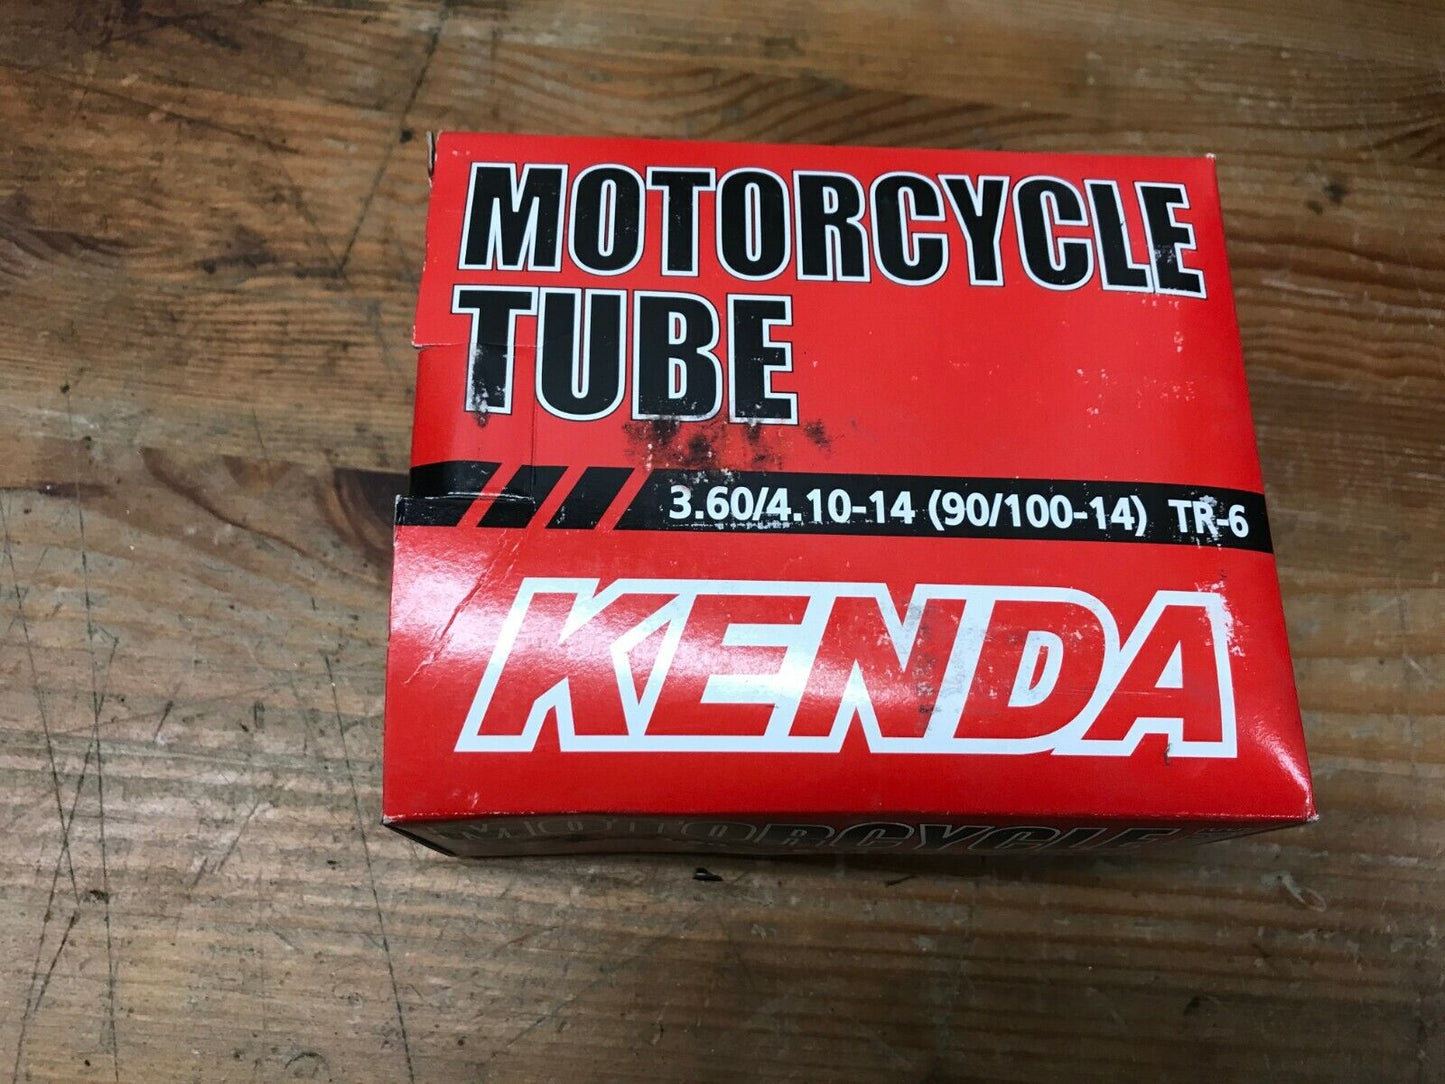 MOTORCYCLE
TUBE
3.60/4.10-14 (90/100-14) TR-6
KENDA
MOTORCYCLE